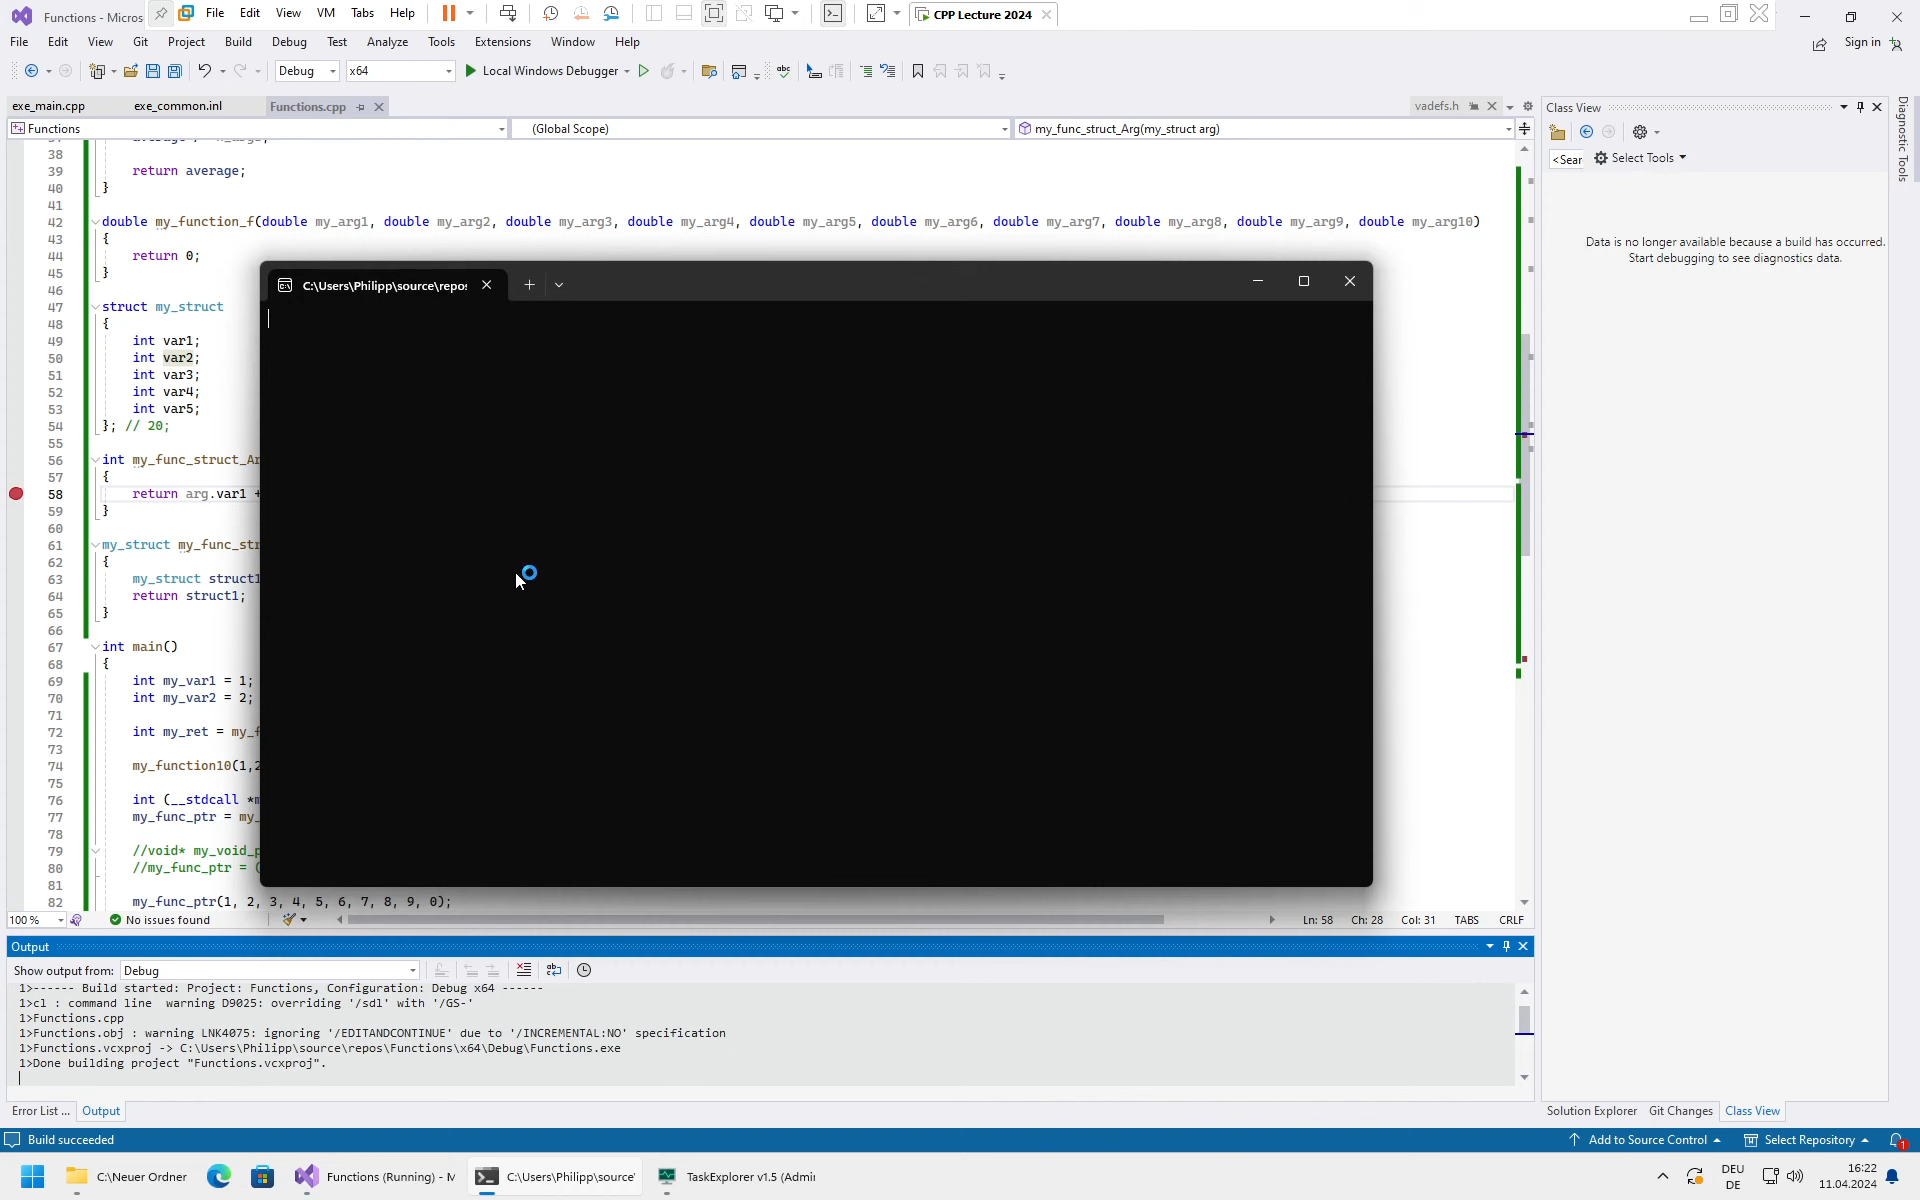 Functions - Micros
File Edit View VM Tabs Help
CPP Lecture 2024
File Edit View Git Project Build Debug Test Analyze Tools Extensions Window Help
Sign in
Debug x64 Local Windows Debugger
exe_main.cpp exe_common.inl Functions.cpp vadefs.h
Functions (Global Scope) my_func_struct_Arg(my_struct arg)
38
39 return average;
40 }
41
42 double my_function_f(double my_arg1, double my_arg2, double my_arg3, double my_arg4, double my_arg5, double my_arg6, double my_arg7, double my_arg8, double my_arg9, double my_arg10)
43 {
44 return 0;
45 }
46
47 struct my_struct
48 {
49 int var1;
50 int var2;
51 int var3;
52 int var4;
53 int var5;
54 }; // 20;
55
56 int my_func_struct_Ar
57 {
58 return arg.var1 +
59 }
60
61 my_struct my_func_str
62 {
63 my_struct struct1
64 return struct1;
65 }
66
67 int main()
68 {
69 int my_var1 = 1;
70 int my_var2 = 2;
71
72 int my_ret = my_f
73
74 my_function10(1,2
75
76 int (__stdcall *m
77 my_func_ptr = my_
78
79 //void* my_void_p
80 //my_func_ptr = (
81
82 my_func_ptr(1, 2, 3, 4, 5, 6, 7, 8, 9, 0);
C:\Users\Philipp\source\repos
100 % No issues found Ln: 58 Ch: 28 Col: 31 TABS CRLF
Output
Show output from: Debug
1>------ Build started: Project: Functions, Configuration: Debug x64 ------
1>cl : command line warning D9025: overriding '/sdl' with '/GS-'
1>Functions.cpp
1>Functions.obj : warning LNK4075: ignoring '/EDITANDCONTINUE' due to '/INCREMENTAL:NO' specification
1>Functions.vcxproj -> C:\Users\Philipp\source\repos\Functions\x64\Debug\Functions.exe
1>Done building project "Functions.vcxproj".
Error List ... Output
Class View
<Sear Select Tools
Data is no longer available because a build has occurred.
Start debugging to see diagnostics data.
Diagnostic Tools
Solution Explorer Git Changes Class View
Build succeeded Add to Source Control Select Repository 1
C:\Neuer Ordner Functions (Running) - M C:\Users\Philipp\source' TaskExplorer v1.5 (Admin
DEU
DE
16:22
11.04.2024